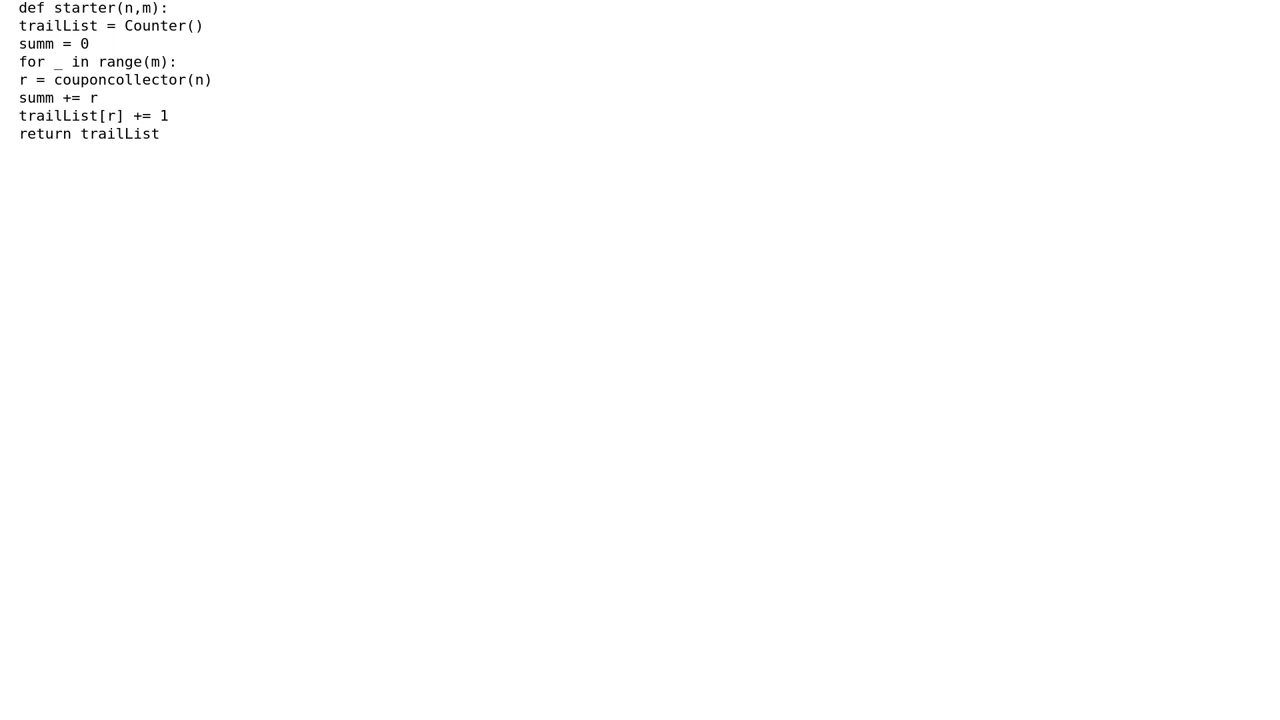 def starter(n,m):
trailList = Counter()
summ = 0
for _ in range(m):
r = couponcollector(n)
summ += r
trailList[r] += 1
return trailList